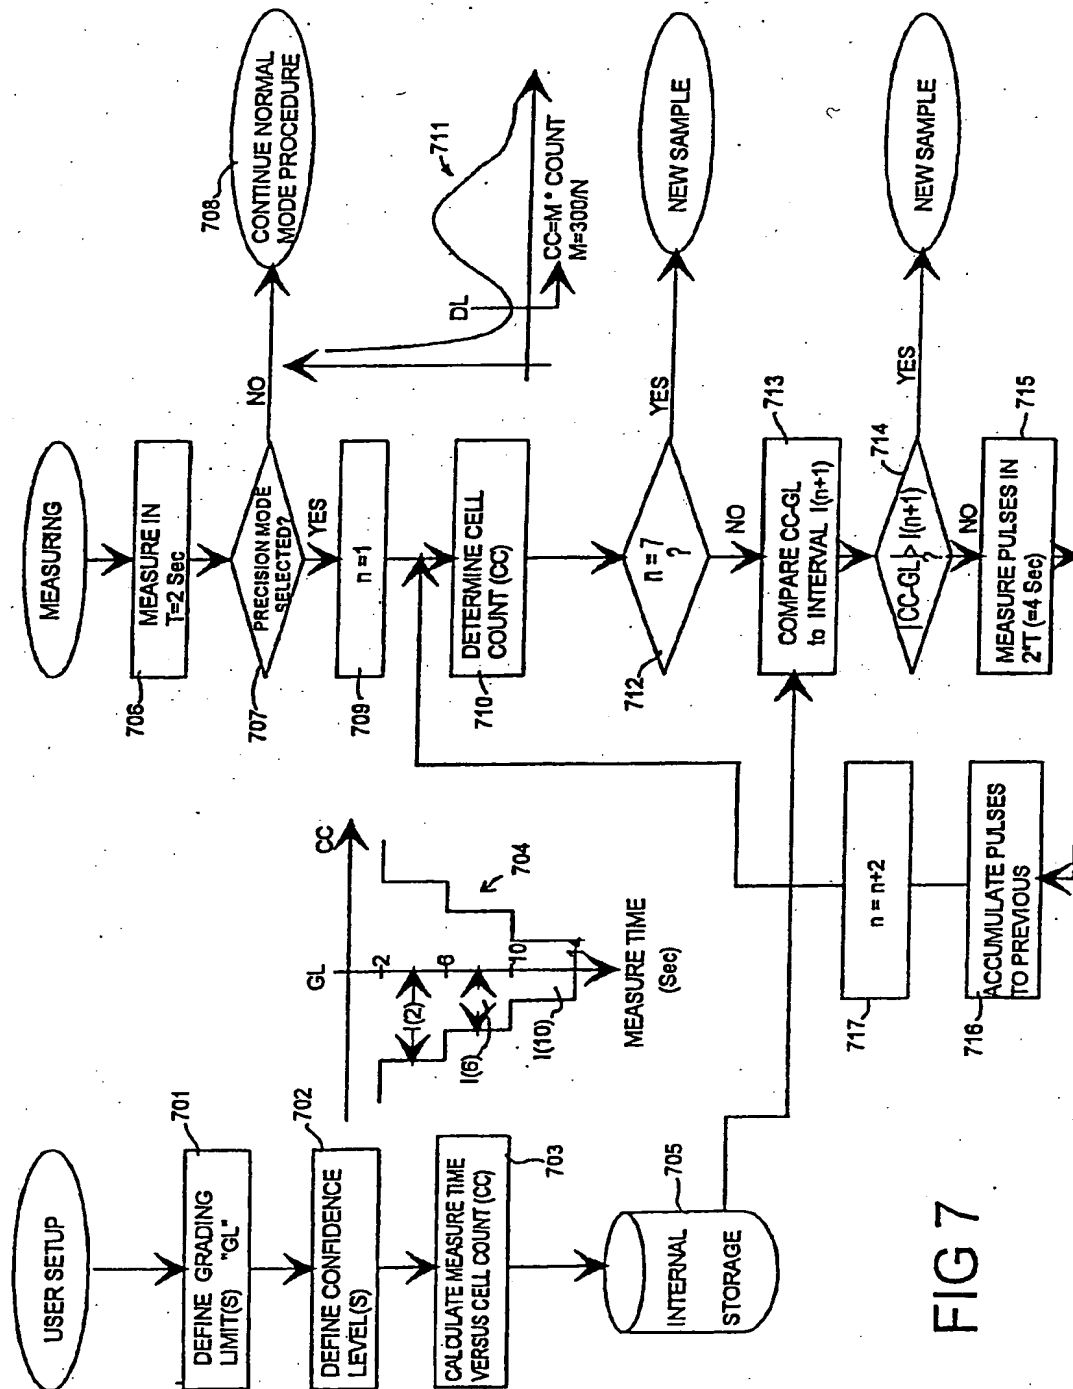 USER SETUP
701
DEFINE GRADING
LIMIT(S) "GL"
702
DEFINE CONFIDENCE
LEVEL(S)
CALCULATE MEASURE TIME
VERSUS CELL COUNT (CC)
703
705
INTERNAL
STORAGE
CC
GL
2
6
10
I(2)
I(6)
I(10)
704
MEASURE TIME
(Sec)
MEASURING
706
MEASURE IN
T=2 Sec
707
PRECISION MODE
SELECTED?
NO
708
CONTINUE NORMAL
MODE PROCEDURE
YES
709
n=1
710
DETERMINE CELL
COUNT (CC)
711
DL
CC=M * COUNT
M=300/N
712
n = 7
?
YES
NEW SAMPLE
NO
713
COMPARE CC-GL
to INTERVAL I(n+1)
714
|CC-GL > I(n+1)
?
YES
NEW SAMPLE
NO
715
MEASURE PULSES IN
2*T (=4 Sec)
716
ACCUMULATE PULSES
TO PREVIOUS
717
n = n+2
FIG 7